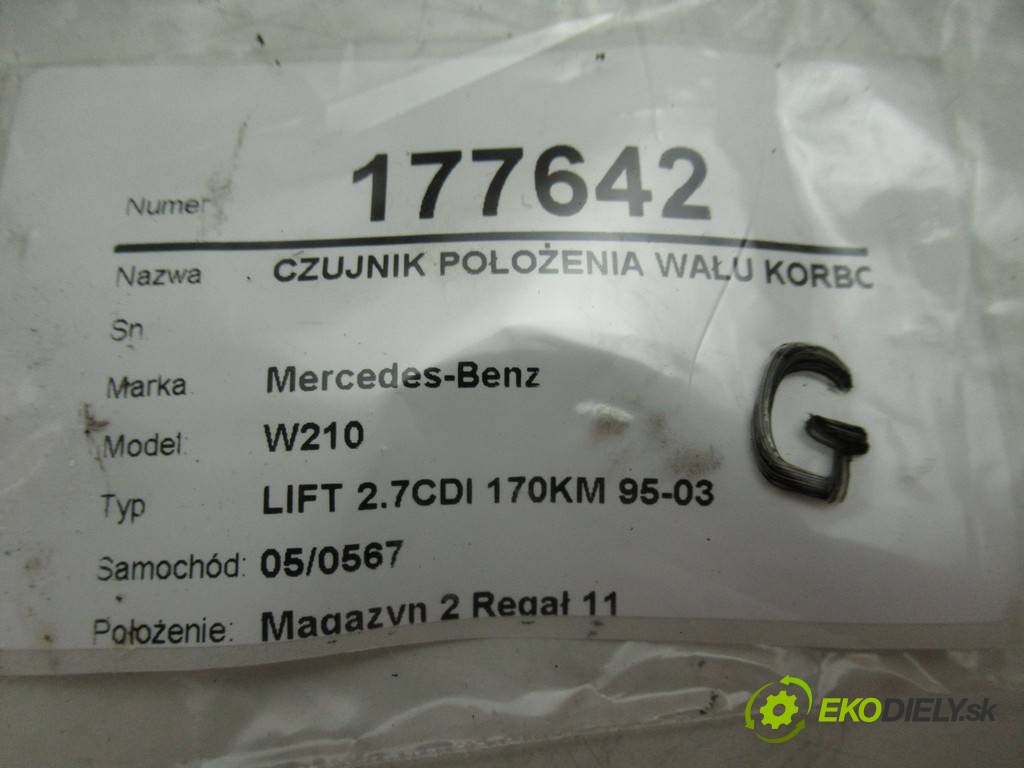 Numer 177642
Nazwa CZUJNIK POŁOŻENIA WAŁU KORBC
Sn
Marka Mercedes-Benz
Model: W210
Typ LIFT 2.7CDI 170KM 95-03
Samochód: 05/0567
Położenie: Magazyn 2 Regał 11
G
EKODIELY.sk